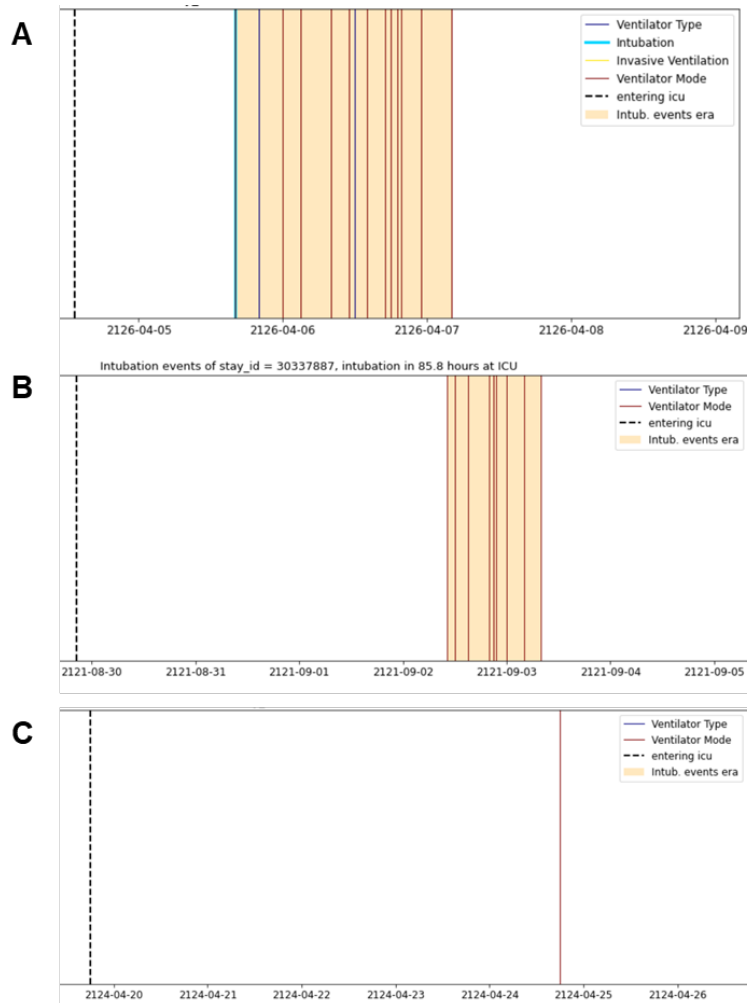 A
Ventilator Type
Intubation
Invasive Ventilation
Ventilator Mode
entering icu
Intub. events era
2126-04-05 2126-04-06 2126-04-07 2126-04-08 2126-04-09
B
Intubation events of stay_id = 30337887, intubation in 85.8 hours at ICU
Ventilator Type
Ventilator Mode
entering icu
Intub. events era
2121-08-30 2121-08-31 2121-09-01 2121-09-02 2121-09-03 2121-09-04 2121-09-05
C
Ventilator Type
Ventilator Mode
entering icu
Intub. events era
2124-04-20 2124-04-21 2124-04-22 2124-04-23 2124-04-24 2124-04-25 2124-04-26